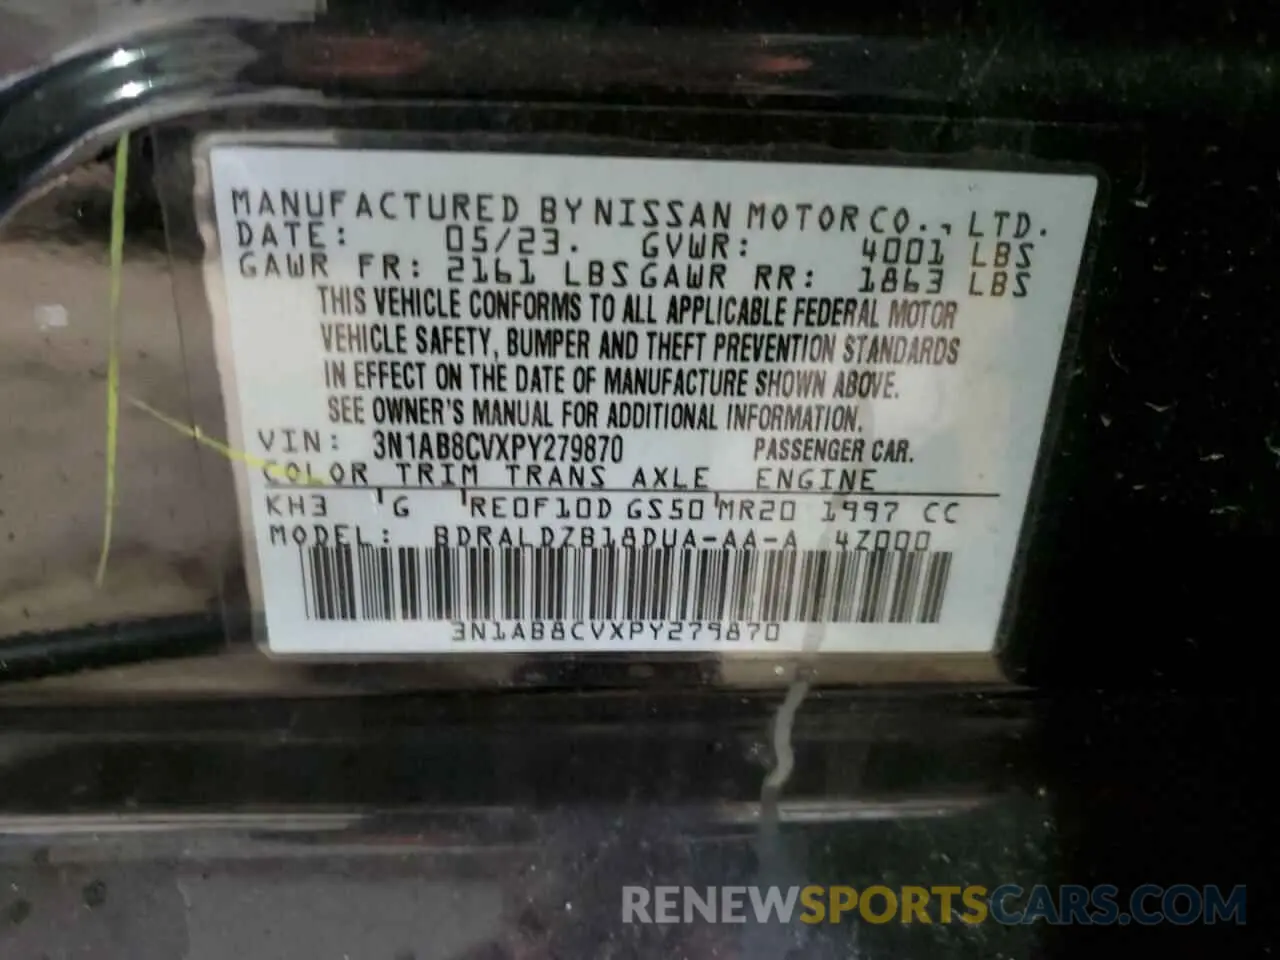 MANUFACTURED BY NISSAN MOTOR CO., LTD.
DATE: 05/23. GVWR: 4001 LBS
GAWR FR: 2161 LBS GAWR RR: 1863 LBS
THIS VEHICLE CONFORMS TO ALL APPLICABLE FEDERAL MOTOR
VEHICLE SAFETY, BUMPER AND THEFT PREVENTION STANDARDS
IN EFFECT ON THE DATE OF MANUFACTURE SHOWN ABOVE.
SEE OWNER'S MANUAL FOR ADDITIONAL INFORMATION.
VIN: 3N1AB8CVXPY279870 PASSENGER CAR.
COLOR TRIM TRANS AXLE ENGINE
KH3 G RE0F10D GS50 MR20 1997 CC
MODEL: BDRALDZB18DUA-AA-A 4Z000
3N1AB8CVXPY279870
RENEWSPORTSCARS.COM